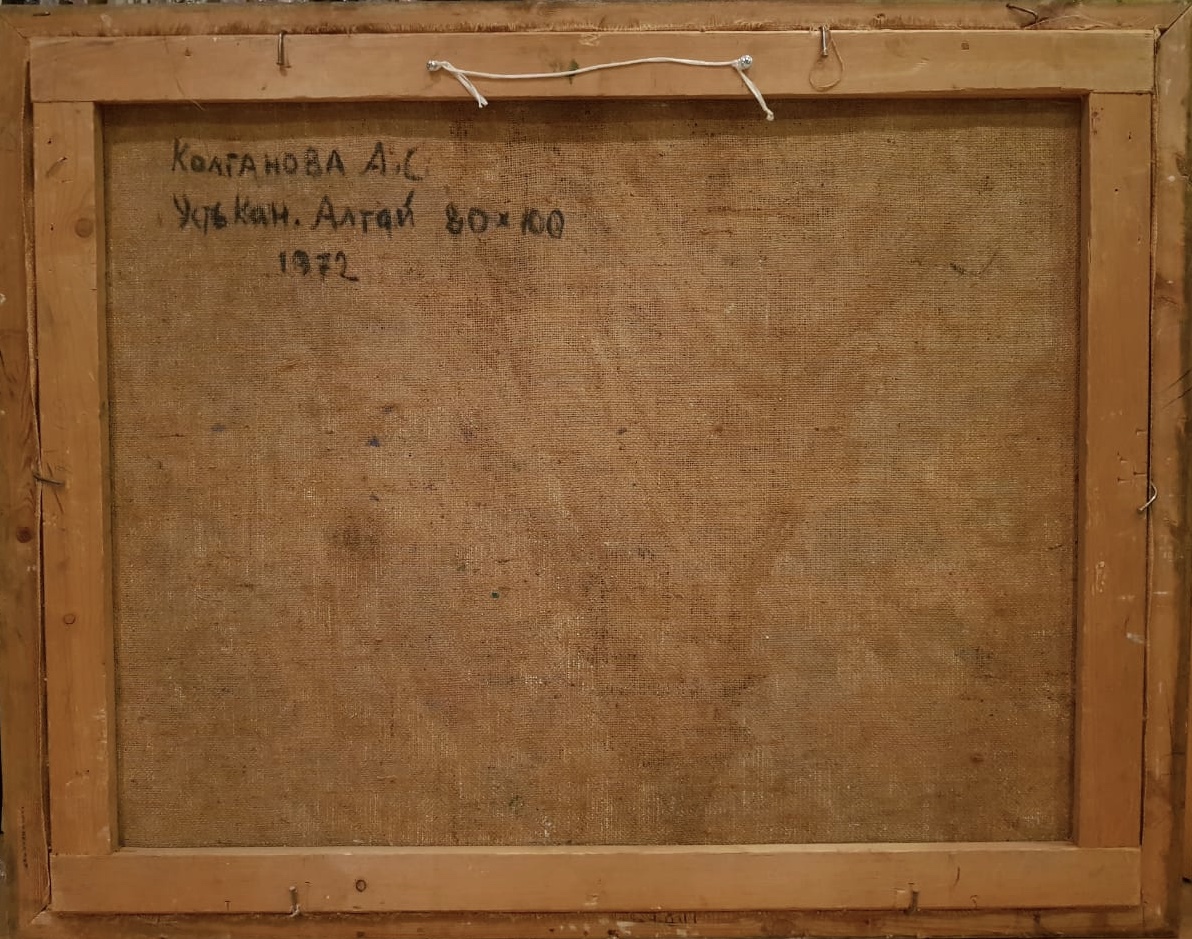 Колганова А.С.
Усть Кан. Алтай 80×100
1972